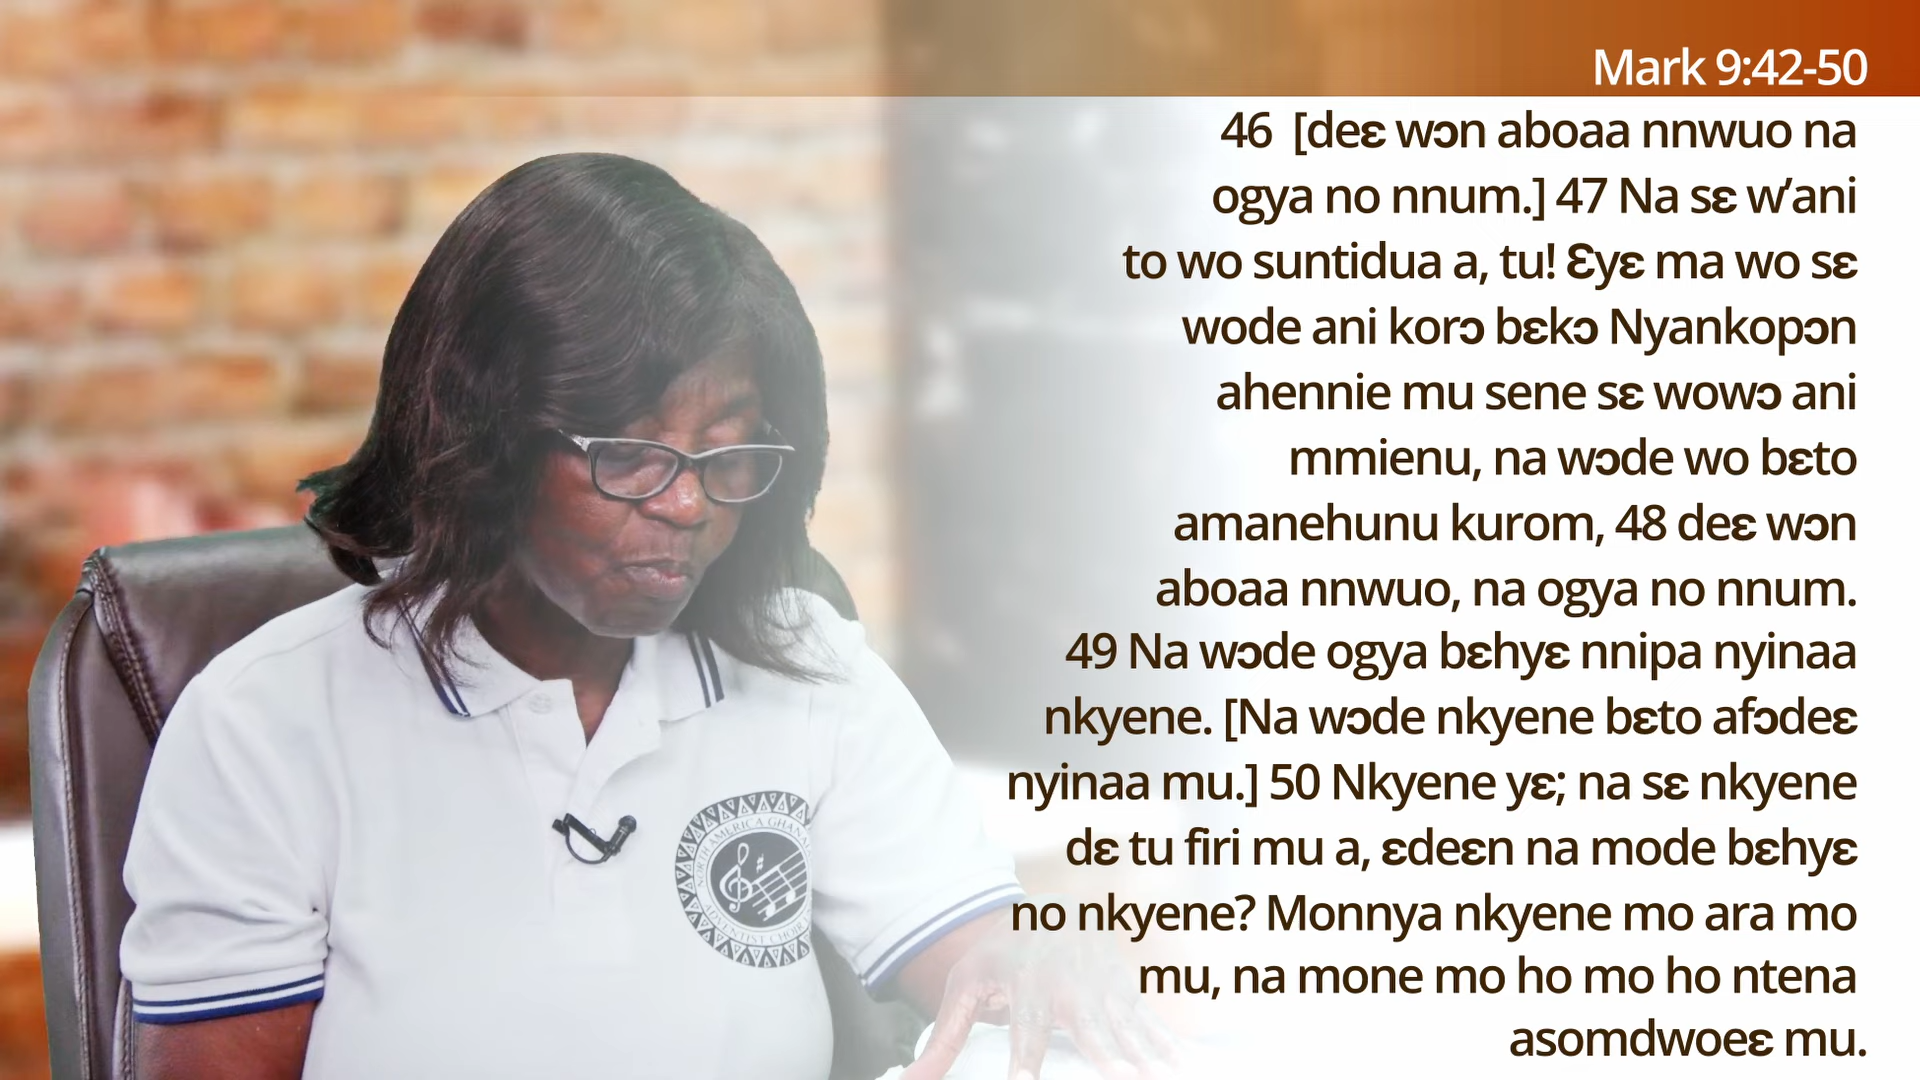 Mark 9:42-50
46 [deɛ wɔn aboaa nnwuo na
ogya no nnum.] 47 Na sɛ w’ani
to wo suntidua a, tu! Ɛyɛ ma wo sɛ
wode ani korɔ bɛkɔ Nyankopɔn
ahennie mu sene sɛ wowɔ ani
mmienu, na wɔde wo bɛto
amanehunu kurom, 48 deɛ wɔn
aboaa nnwuo, na ogya no nnum.
49 Na wɔde ogya bɛhyɛ nnipa nyinaa
nkyene. [Na wɔde nkyene bɛto afɔdeɛ
nyinaa mu.] 50 Nkyene yɛ; na sɛ nkyene
dɛ tu firi mu a, ɛdeɛn na mode bɛhyɛ
no nkyene? Monnya nkyene mo ara mo
mu, na mone mo ho mo ho ntena
asomdwoeɛ mu.
NORTH AMERICA GHANA
ADVENTIST CHOIR